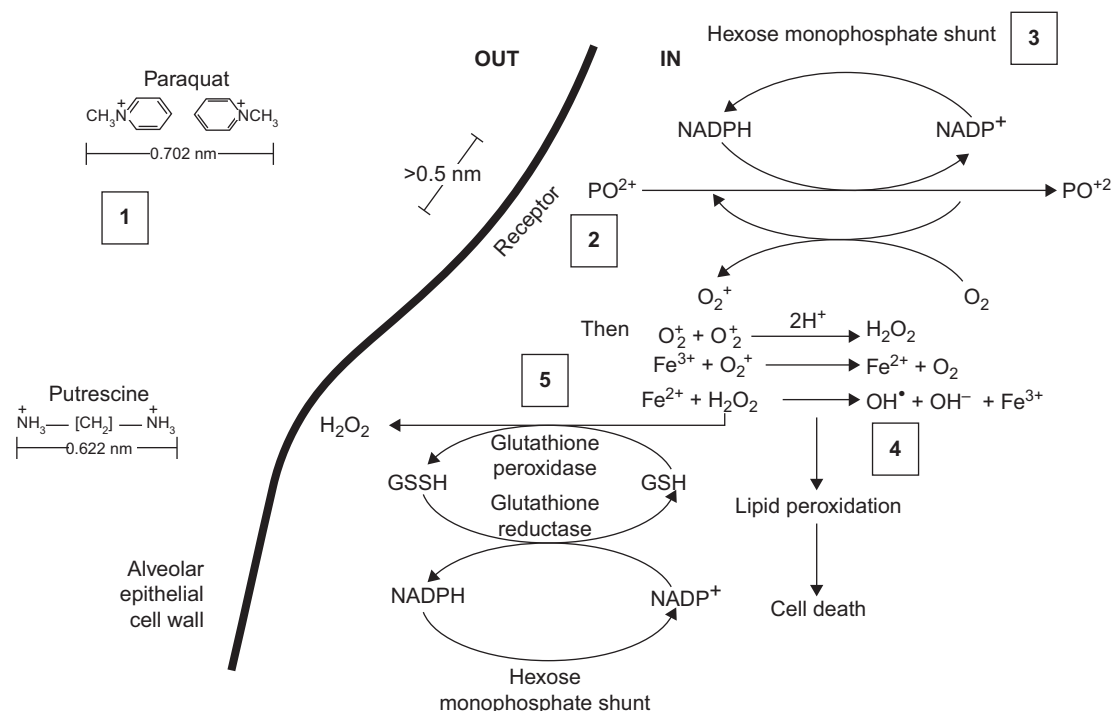 Hexose monophosphate shunt 3
OUT IN
Paraquat
CH₃N⁺ ⁺NCH₃
0.702 nm
1
>0.5 nm
Receptor
NADPH NADP⁺
PO²⁺ PO⁺²
2
O₂⁺ O₂
Then O₂⁺ + O₂⁺ 2H⁺ H₂O₂
Fe³⁺ + O₂⁺ Fe²⁺ + O₂
5
Fe²⁺ + H₂O₂ OH• + OH⁻ + Fe³⁺
4
Putrescine
⁺NH₃ — [CH₂] — ⁺NH₃
0.622 nm
H₂O₂
Glutathione
peroxidase
GSSH GSH
Glutathione
reductase
Lipid peroxidation
Alveolar
epithelial
cell wall
NADPH NADP⁺
Cell death
Hexose
monophosphate shunt